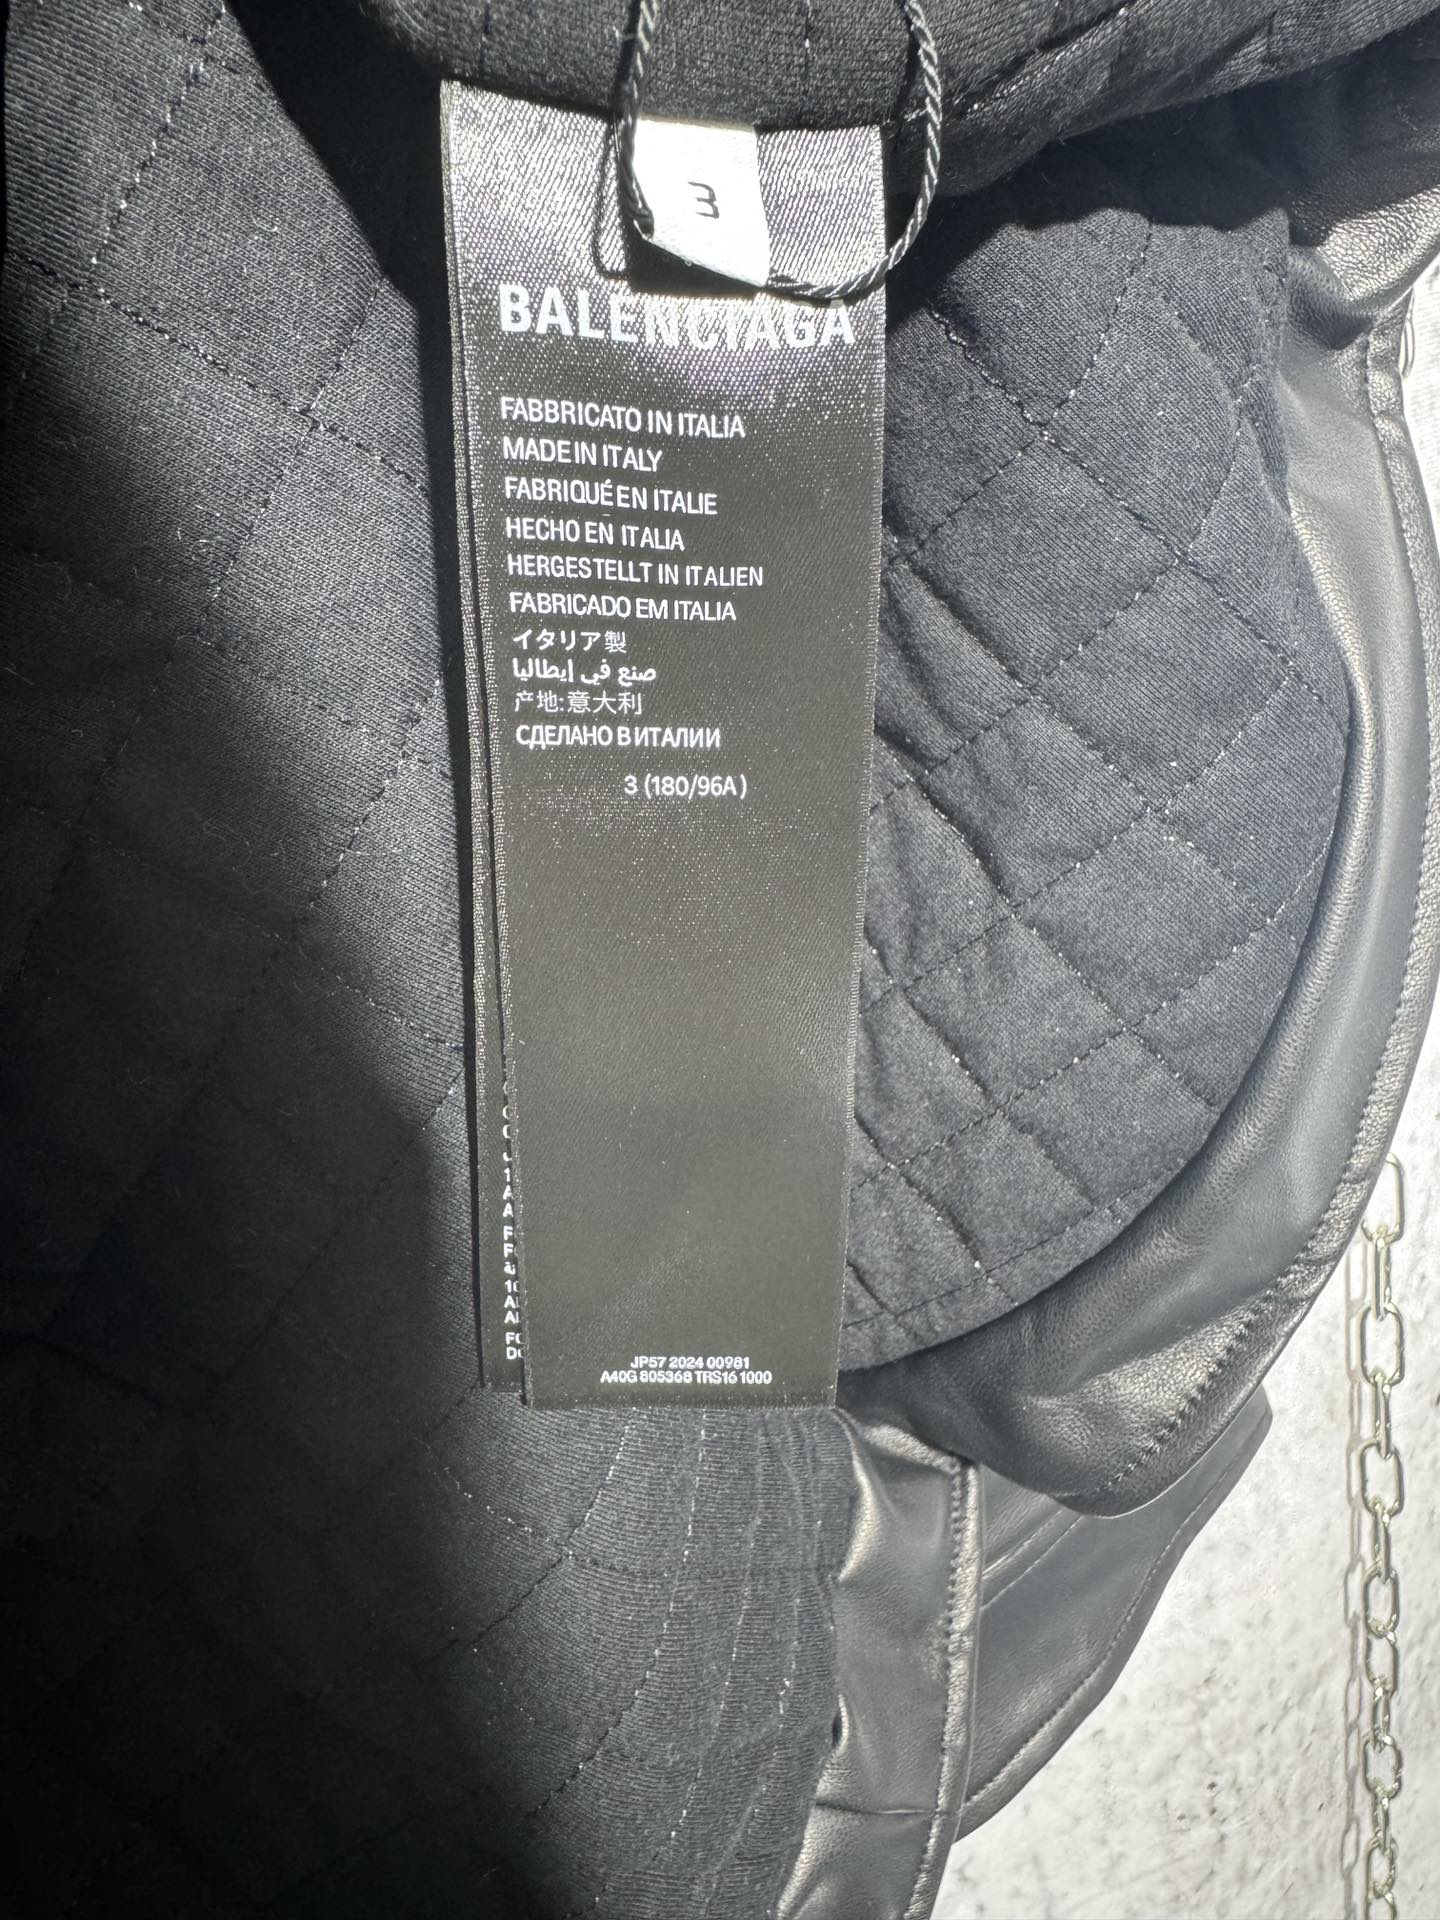 3
BALENCIAGA
FABBRICATO IN ITALIA
MADE IN ITALY
FABRIQUÉ EN ITALIE
HECHO EN ITALIA
HERGESTELLT IN ITALIEN
FABRICADO EM ITALIA
イタリア製
صنع في إيطاليا
产地:意大利
СДЕЛАНО В ИТАЛИИ
3 (180/96A)
JP57 2024 00981
A40G 805368 TRS16 1000